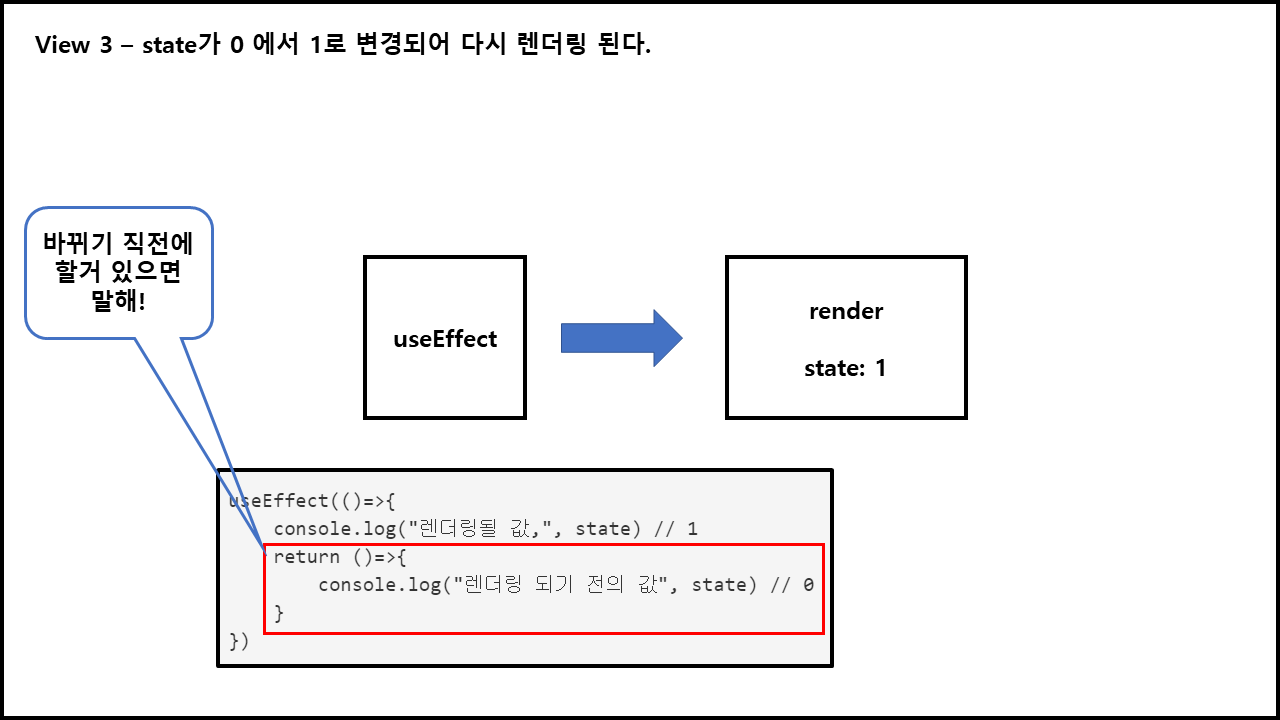 View 3 – state가 0 에서 1로 변경되어 다시 렌더링 된다.
바뀌기 직전에
할거 있으면
말해!
useEffect
render
state: 1
useEffect(()=>{
console.log("렌더링될 값,", state) // 1
return ()=>{
console.log("렌더링 되기 전의 값", state) // 0
}
})